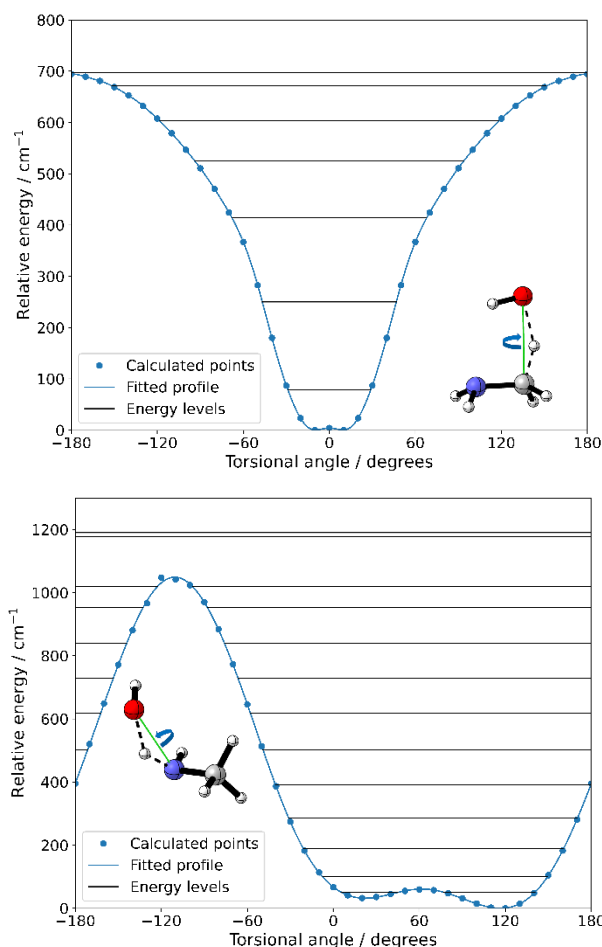 800
700
600
500
400
300
200
100
0
Relative energy / cm⁻¹
Calculated points
Fitted profile
Energy levels
−180 −120 −60 0 60 120 180
Torsional angle / degrees
1200
1000
800
600
400
200
0
Relative energy / cm⁻¹
Calculated points
Fitted profile
Energy levels
−180 −120 −60 0 60 120 180
Torsional angle / degrees